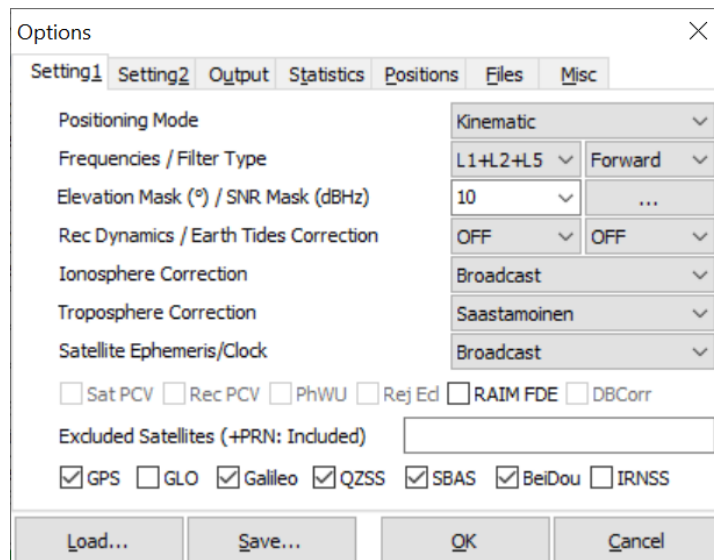 Options
Setting1 Setting2 Output Statistics Positions Files Misc
Positioning Mode Kinematic
Frequencies / Filter Type L1+L2+L5 Forward
Elevation Mask (°) / SNR Mask (dBHz) 10 ...
Rec Dynamics / Earth Tides Correction OFF OFF
Ionosphere Correction Broadcast
Troposphere Correction Saastamoinen
Satellite Ephemeris/Clock Broadcast
Sat PCV Rec PCV PhWU Rej Ecl RAIM FDE DBCorr
Excluded Satellites (+PRN: Included)
GPS GLO Galileo QZSS SBAS BeiDou IRNSS
Load... Save... OK Cancel